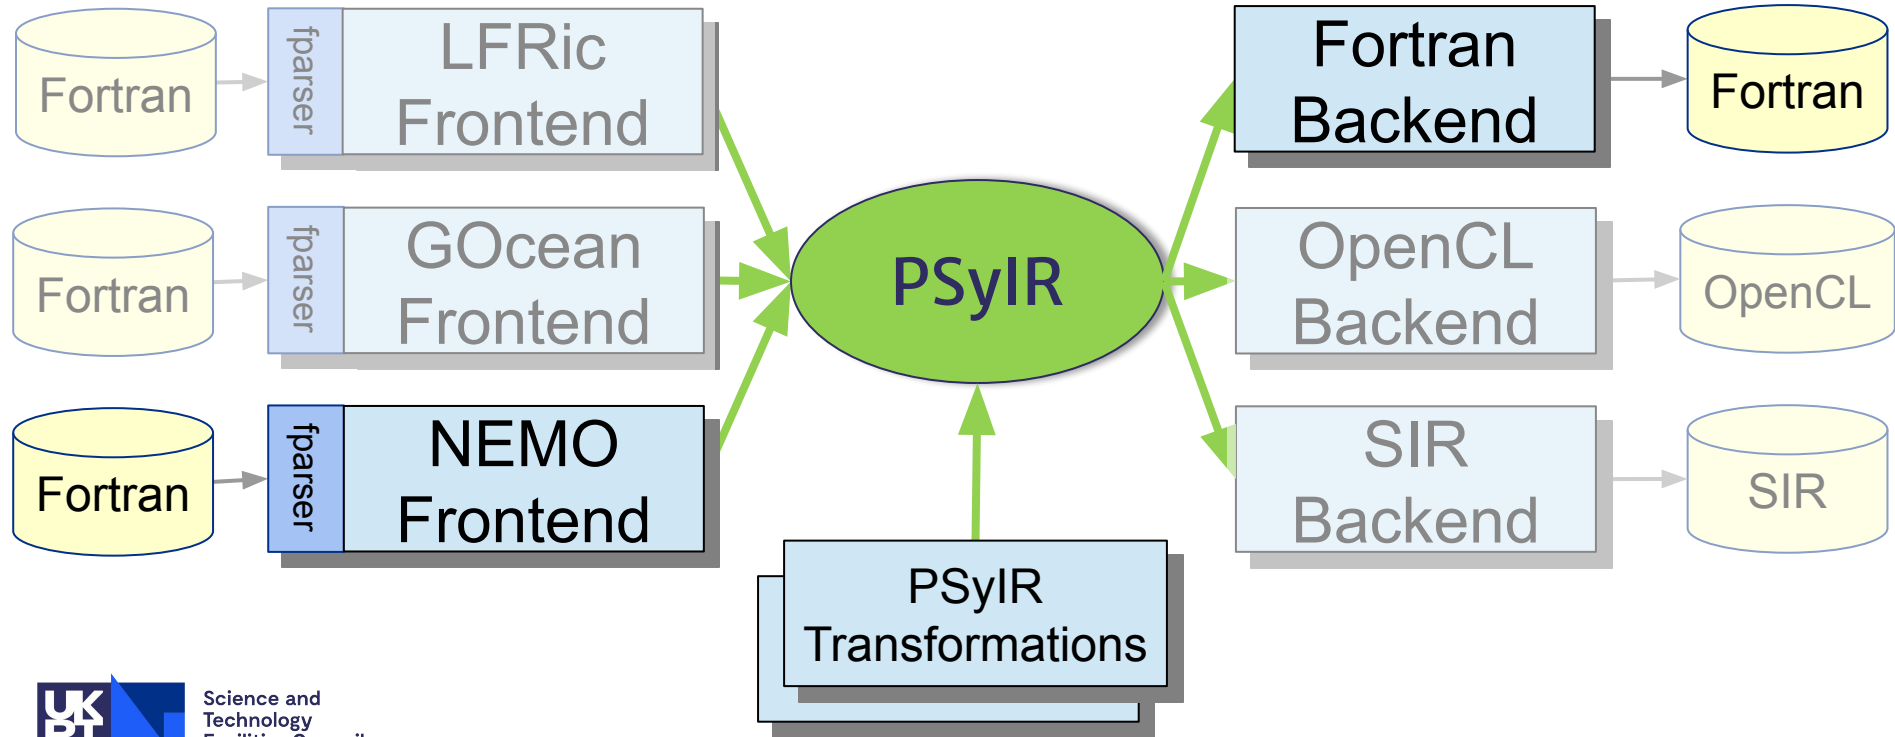 Fortran
fparser
LFRic
Frontend
Fortran
Backend
Fortran
Fortran
fparser
GOcean
Frontend
PSyIR
OpenCL
Backend
OpenCL
Fortran
fparser
NEMO
Frontend
SIR
Backend
SIR
PSyIR
Transformations
UK
Science and
Technology